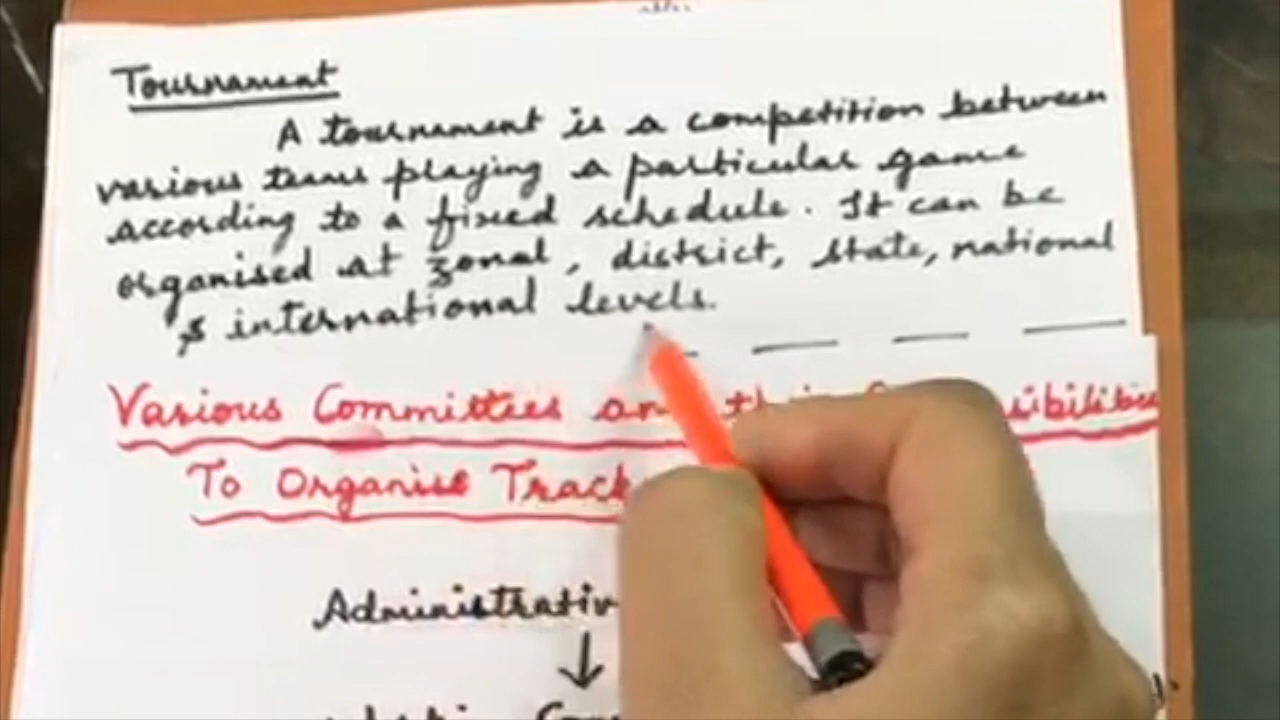 Tournament
A tournament is a competition between
various teams playing a particular game
according to a fixed schedule. It can be
organised at zonal, district, state, national
& international levels.
Various Committees and
To Organise Track
Administrativ